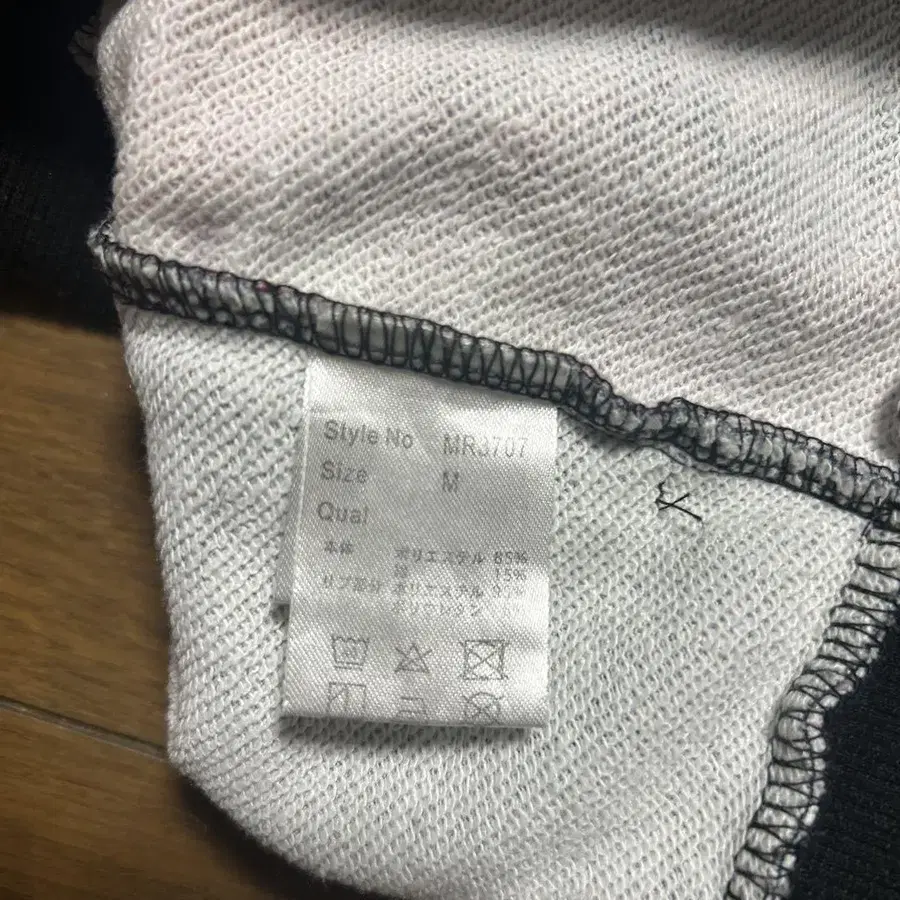 Style No MR3707
Size M
Qual
本体 ポリエステル 85%
綿 15%
リブ部分 ポリエステル 95%
ポリウレタン